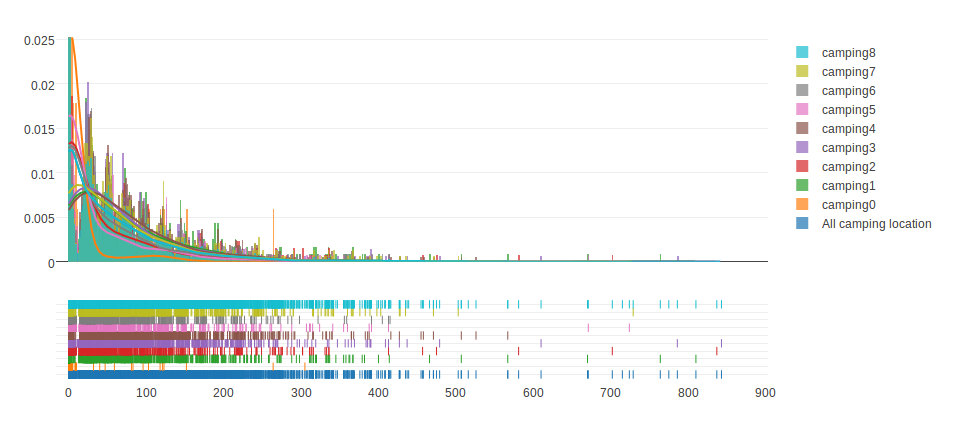 0.025
0.02
0.015
0.01
0.005
0
camping8
camping7
camping6
camping5
camping4
camping3
camping2
camping1
camping0
All camping location
0 100 200 300 400 500 600 700 800 900